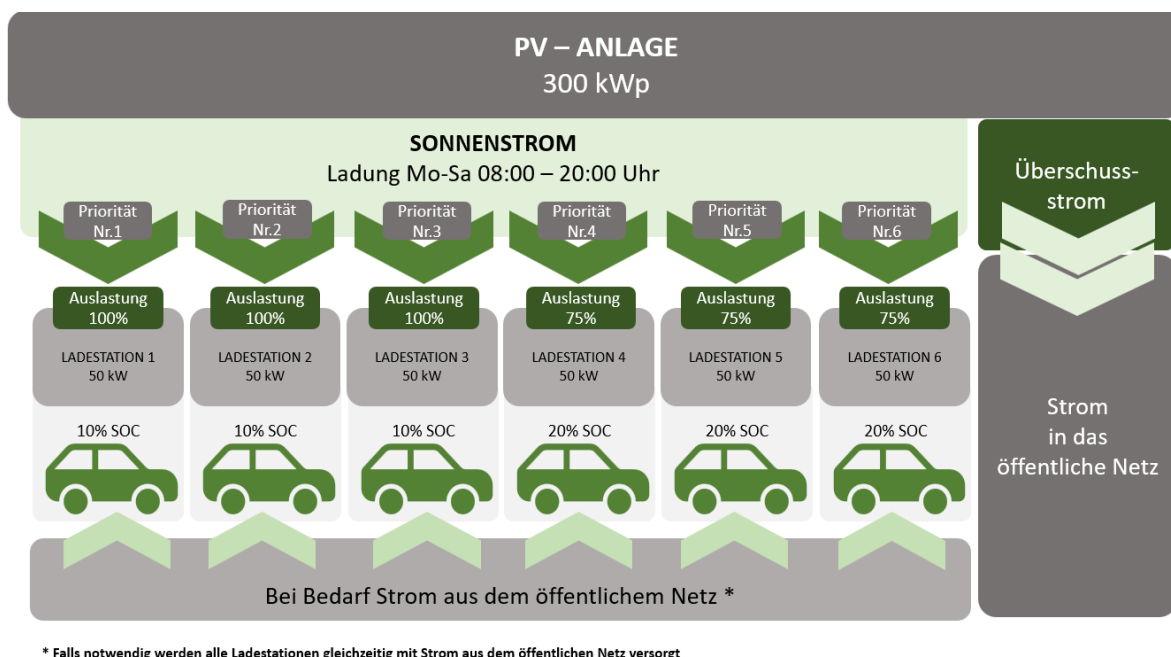 PV – ANLAGE
300 kWp
SONNENSTROM
Ladung Mo-Sa 08:00 – 20:00 Uhr
Überschuss-
strom
Priorität
Nr.1
Priorität
Nr.2
Priorität
Nr.3
Priorität
Nr.4
Priorität
Nr.5
Priorität
Nr.6
Auslastung
100%
Auslastung
100%
Auslastung
100%
Auslastung
75%
Auslastung
75%
Auslastung
75%
LADESTATION 1
50 kW
LADESTATION 2
50 kW
LADESTATION 3
50 kW
LADESTATION 4
50 kW
LADESTATION 5
50 kW
LADESTATION 6
50 kW
10% SOC
10% SOC
10% SOC
20% SOC
20% SOC
20% SOC
Strom
in das
öffentliche Netz
Bei Bedarf Strom aus dem öffentlichem Netz *
* Falls notwendig werden alle Ladestationen gleichzeitig mit Strom aus dem öffentlichen Netz versorgt